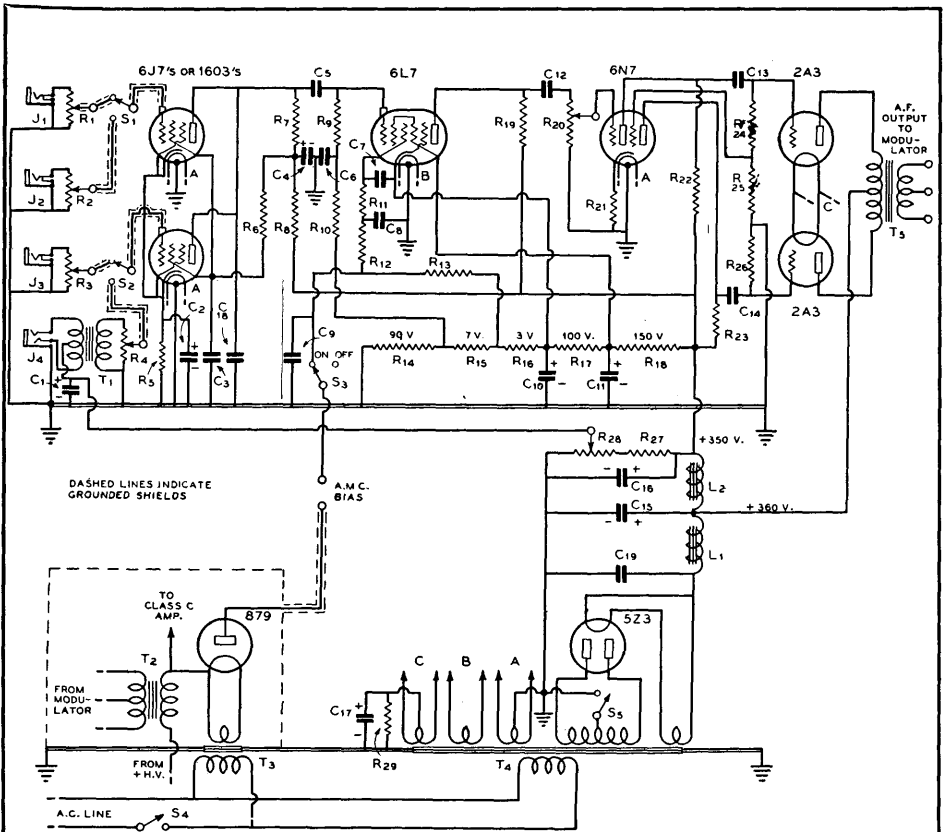 6J7'S OR 1603'S
C5
6L7
C12
6N7
C13
2A3
J1
R1
S1
R7
R9
R19
R20
R24
A.F.
OUTPUT
TO
MODU-
LATOR
A
C4
C6
C7
B
A
R22
R25
C
T5
J2
R2
R11
C8
R21
R6
R8
R10
R12
R13
R26
J3
R3
S2
A
C2
C18
C14
2A3
R23
J4
T1
R4
C1
R5
C3
C9
ON OFF
S3
90 V
R14
7 V.
R15
3 V
R16
100 V.
R17
150 V
R18
C10
C11
+ -
R28
R27
+350 V.
DASHED LINES INDICATE
GROUNDED SHIELDS
A.M.C.
BIAS
- +
C16
L2
C15
- +
+360 V.
C19
L1
TO
CLASS C
AMP.
879
5Z3
T2
FROM
MODU-
LATOR
C
B
A
C17
+
-
R29
S5
FROM
+H.V.
T3
T4
A.C. LINE
S4